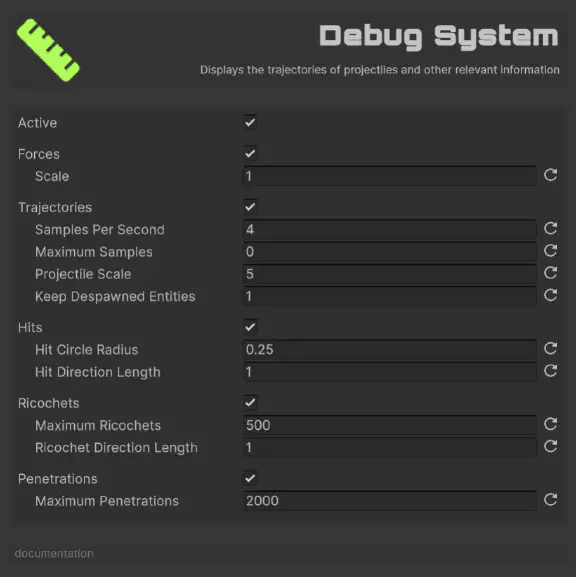 Debug System
Displays the trajectories of projectiles and other relevant information
Active
Forces
Scale 1
Trajectories
Samples Per Second 4
Maximum Samples 0
Projectile Scale 5
Keep Despawned Entities 1
Hits
Hit Circle Radius 0.25
Hit Direction Length 1
Ricochets
Maximum Ricochets 500
Ricochet Direction Length 1
Penetrations
Maximum Penetrations 2000
documentation